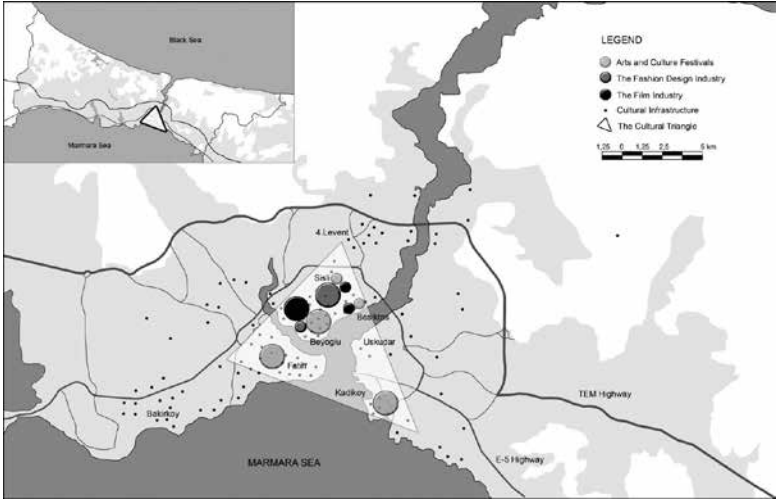 Black Sea
Marmara Sea
LEGEND
Arts and Culture Festivals
The Fashion Design Industry
The Film Industry
Cultural Infrastructure
The Cultural Triangle
1,25 0 1,25 2,5 5 km
4.Levent
Sisli
Besiktas
Beyoglu
Uskudar
Fatih
Kadikoy
Bakirkoy
TEM Highway
E-5 Highway
MARMARA SEA